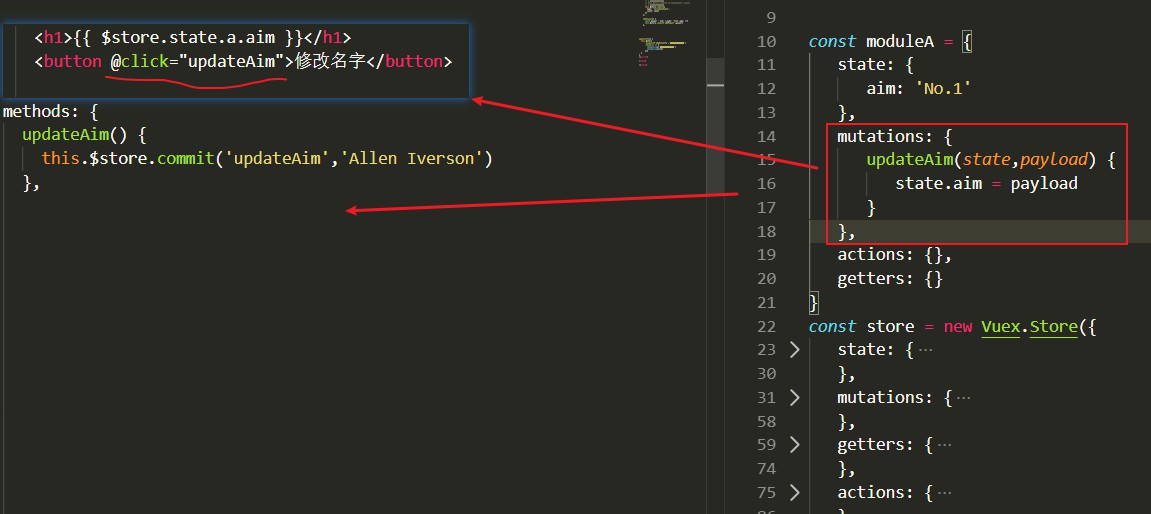 <h1>{{ $store.state.a.aim }}</h1>
<button @click="updateAim">修改名字</button>
methods: {
updateAim() {
this.$store.commit('updateAim','Allen Iverson')
},
9
10 const moduleA = {
11 state: {
12 aim: 'No.1'
13 },
14 mutations: {
15 updateAim(state,payload) {
16 state.aim = payload
17 }
18 },
19 actions: {},
20 getters: {}
21 }
22 const store = new Vuex.Store({
23 state: {···
30 },
31 mutations: {···
58 },
59 getters: {···
74 },
75 actions: {···